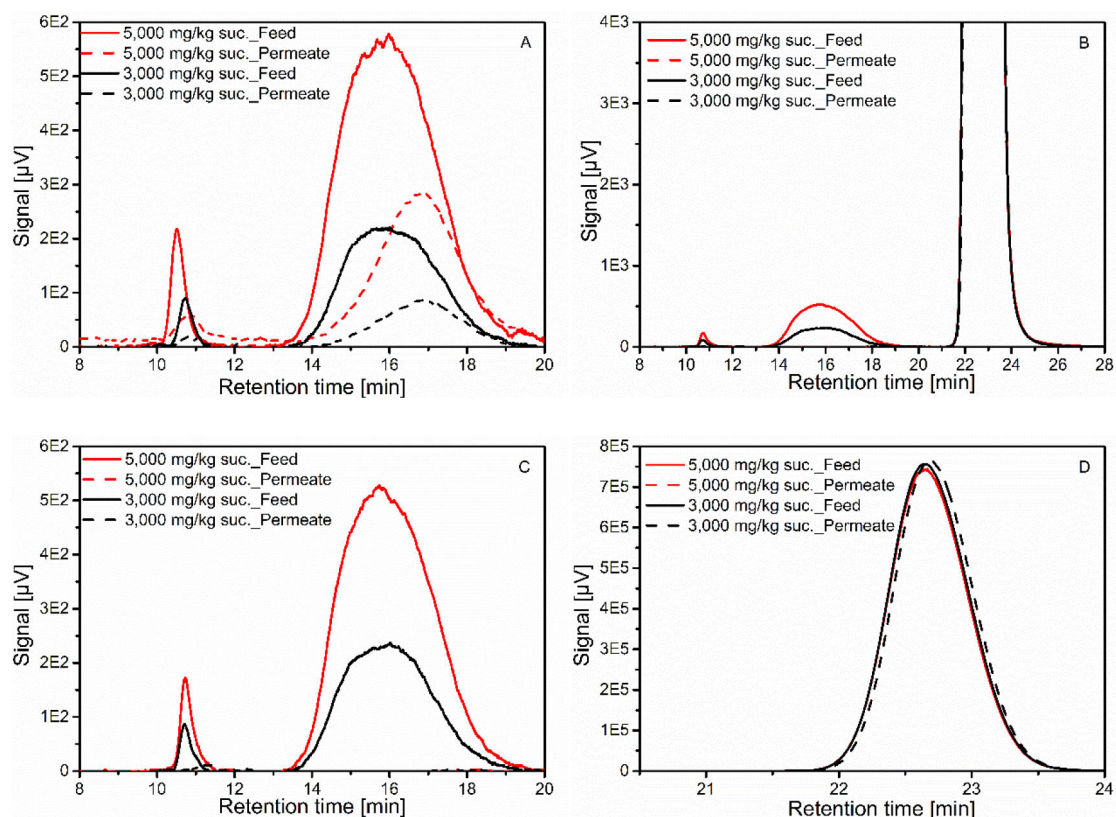 6E2
5E2
4E2
3E2
2E2
1E2
0
Signal [µV]
5,000 mg/kg suc._Feed
5,000 mg/kg suc._Permeate
3,000 mg/kg suc._Feed
3,000 mg/kg suc._Permeate
A
8 10 12 14 16 18 20
Retention time [min]
4E3
3E3
2E3
1E3
0
Signal [µV]
5,000 mg/kg suc._Feed
5,000 mg/kg suc._Permeate
3,000 mg/kg suc._Feed
3,000 mg/kg suc._Permeate
B
8 10 12 14 16 18 20 22 24 26 28
Retention time [min]
6E2
5E2
4E2
3E2
2E2
1E2
0
Signal [µV]
5,000 mg/kg suc._Feed
5,000 mg/kg suc._Permeate
3,000 mg/kg suc._Feed
3,000 mg/kg suc._Permeate
C
8 10 12 14 16 18 20
Retention time [min]
8E5
7E5
6E5
5E5
4E5
3E5
2E5
1E5
0
Signal [µV]
5,000 mg/kg suc._Feed
5,000 mg/kg suc._Permeate
3,000 mg/kg suc._Feed
3,000 mg/kg suc._Permeate
D
21 22 23 24
Retention time [min]